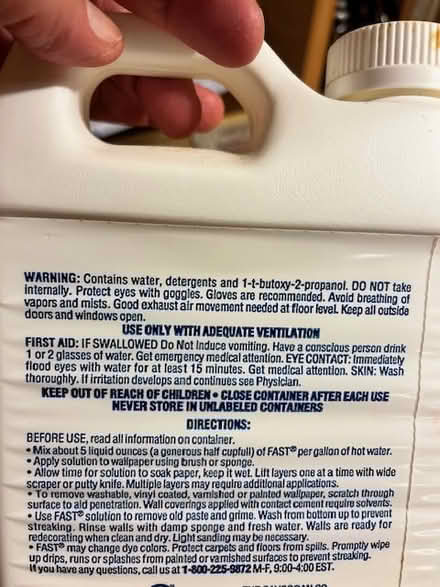 WARNING: Contains water, detergents and 1-t-butoxy-2-propanol. DO NOT take
internally. Protect eyes with goggles. Gloves are recommended. Avoid breathing of
vapors and mists. Good exhaust air movement needed at floor level. Keep all outside
doors and windows open.
USE ONLY WITH ADEQUATE VENTILATION
FIRST AID: IF SWALLOWED Do Not Induce vomiting. Have a conscious person drink
1 or 2 glasses of water. Get emergency medical attention. EYE CONTACT: Immediately
flood eyes with water for at least 15 minutes. Get medical attention. SKIN: Wash
thoroughly. If irritation develops and continues see Physician.
KEEP OUT OF REACH OF CHILDREN • CLOSE CONTAINER AFTER EACH USE
NEVER STORE IN UNLABELED CONTAINERS
DIRECTIONS:
BEFORE USE, read all information on container.
• Mix about 5 liquid ounces (a generous half cupfull) of FAST® per gallon of hot water.
• Apply solution to wallpaper using brush or sponge.
• Allow time for solution to soak paper, keep it wet. Lift layers one at a time with wide
scraper or putty knife. Multiple layers may require additional applications.
• To remove washable, vinyl coated, varnished or painted wallpaper, scratch through
surface to aid penetration. Wall coverings applied with contact cement require solvents.
• Use FAST® solution to remove old paste and grime. Wash from bottom up to prevent
streaking. Rinse walls with damp sponge and fresh water. Walls are ready for
redecorating when clean and dry. Light sanding may be necessary.
• FAST® may change dye colors. Protect carpets and floors from spills. Promptly wipe
up drips, runs or splashes from painted or varnished surfaces to prevent streaking.
If you have any questions, call us at 1-800-225-9872 M-F, 9:00-4:00 EST.